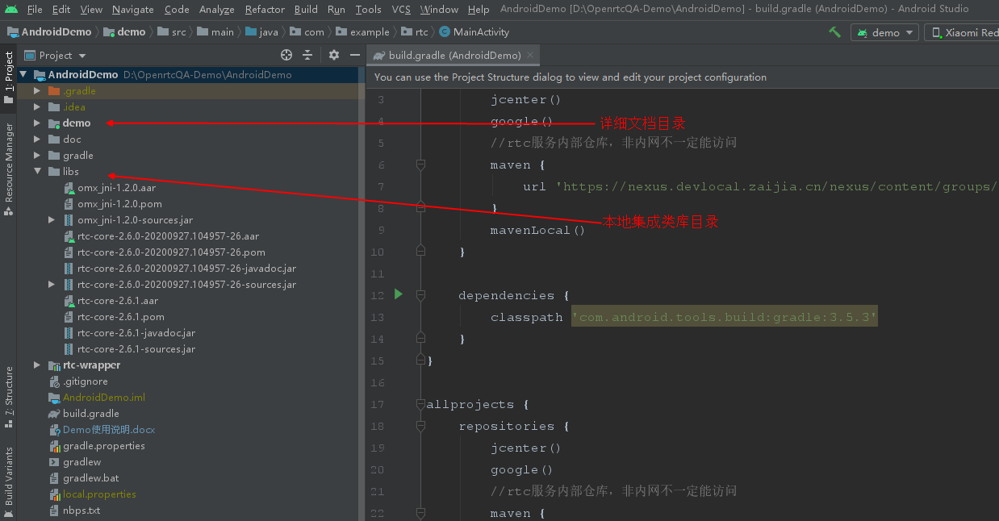 File Edit View Navigate Code Analyze Refactor Build Run Tools VCS Window Help AndroidDemo [D:\OpenrtcQA-Demo\AndroidDemo] - build.gradle (AndroidDemo) - Android Studio
AndroidDemo demo src main java com example rtc MainActivity demo Xiaomi Red
Project
build.gradle (AndroidDemo)
1: Project
Resource Manager
7: Structure
Build Variants
AndroidDemo D:\OpenrtcQA-Demo\AndroidDemo
.gradle
.idea
demo
doc
gradle
libs
omx_jni-1.2.0.aar
omx_jni-1.2.0.pom
omx_jni-1.2.0-sources.jar
rtc-core-2.6.0-20200927.104957-26.aar
rtc-core-2.6.0-20200927.104957-26.pom
rtc-core-2.6.0-20200927.104957-26-javadoc.jar
rtc-core-2.6.0-20200927.104957-26-sources.jar
rtc-core-2.6.1.aar
rtc-core-2.6.1.pom
rtc-core-2.6.1-javadoc.jar
rtc-core-2.6.1-sources.jar
rtc-wrapper
.gitignore
AndroidDemo.iml
build.gradle
Demo使用说明.docx
gradle.properties
gradlew
gradlew.bat
local.properties
nbps.txt
You can use the Project Structure dialog to view and edit your project configuration
3 jcenter()
4 google()
详细文档目录
5 //rtc服务内部仓库，非内网不一定能访问
6 maven {
7 url 'https://nexus.devlocal.zaijia.cn/nexus/content/groups/
8 }
本地集成类库目录
9 mavenLocal()
10 }
11
12 dependencies {
13 classpath 'com.android.tools.build:gradle:3.5.3'
14 }
15 }
16
17 allprojects {
18 repositories {
19 jcenter()
20 google()
21 //rtc服务内部仓库，非内网不一定能访问
22 maven {